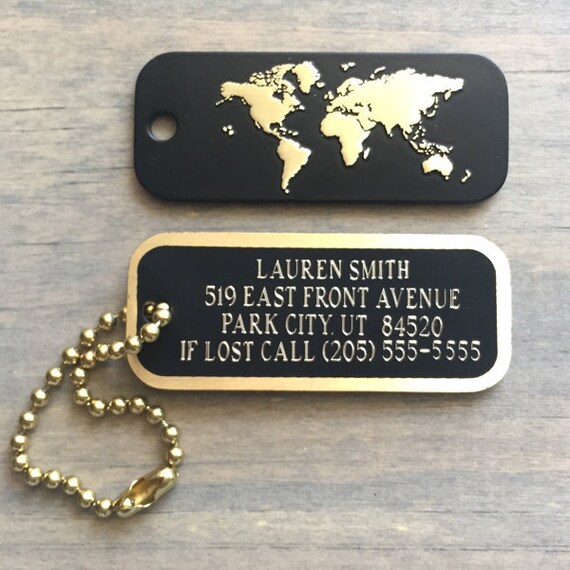 LAUREN SMITH
519 EAST FRONT AVENUE
PARK CITY, UT 84520
IF LOST CALL (205) 555-5555